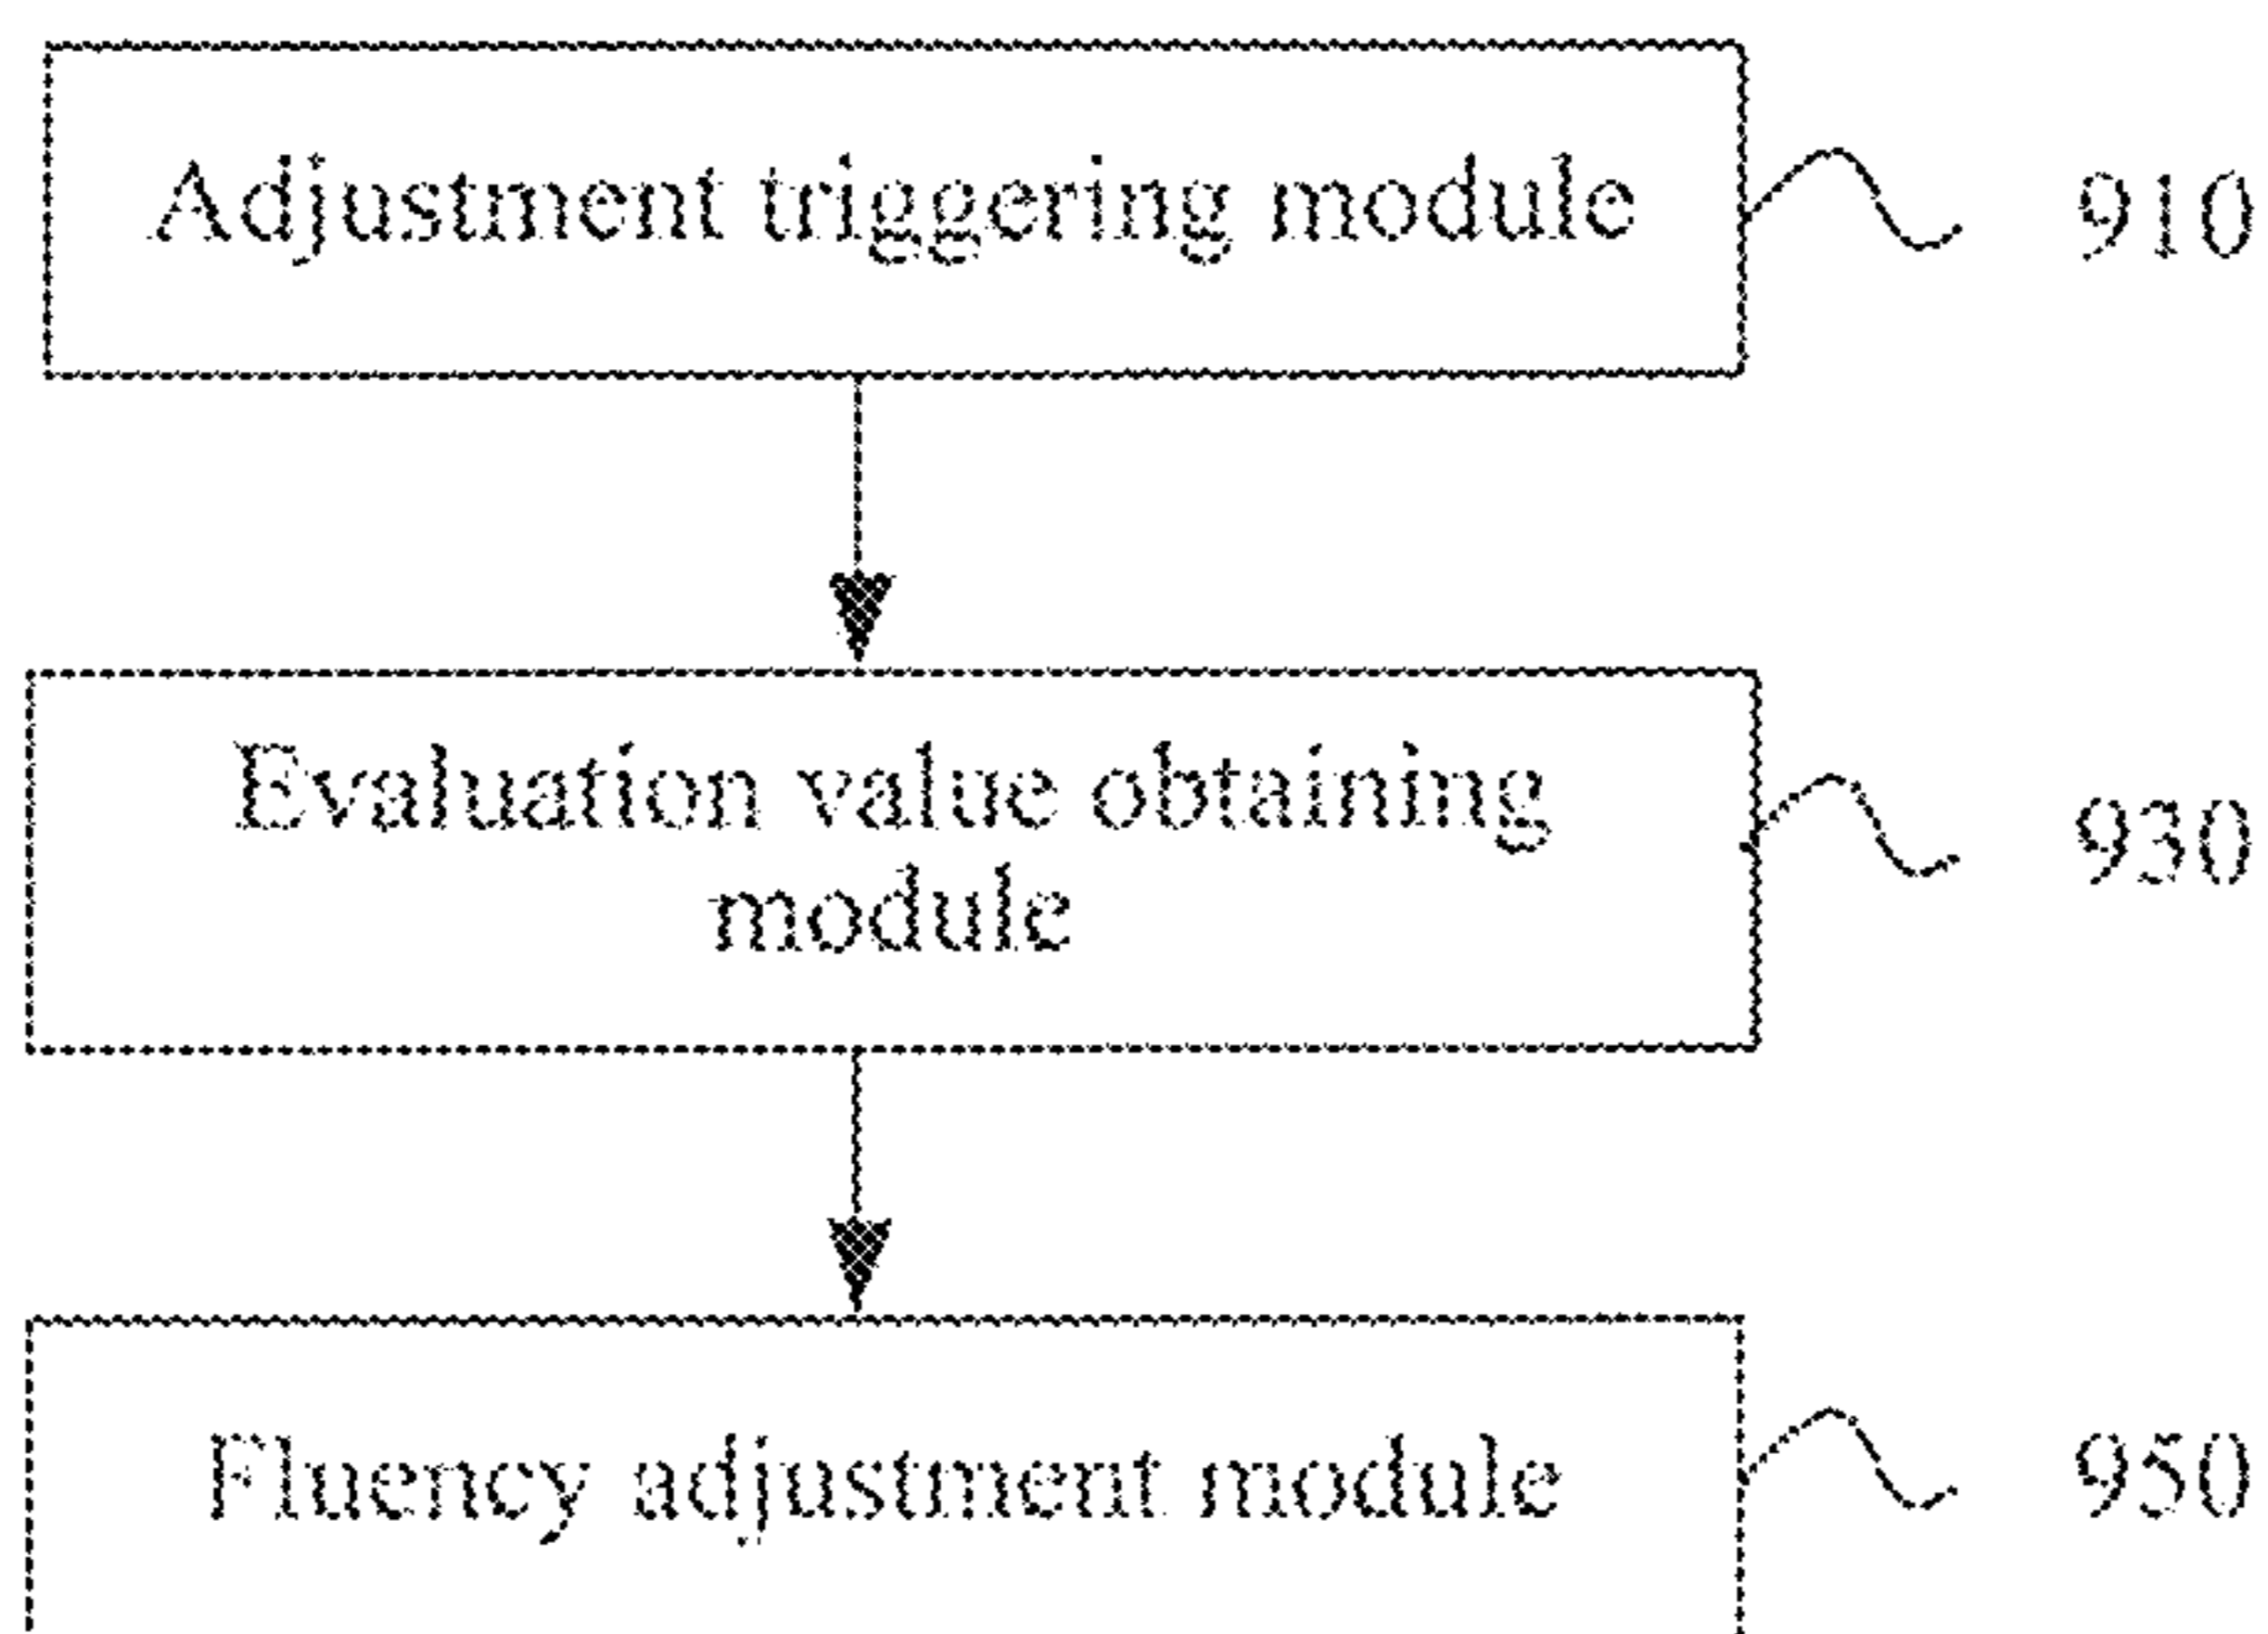 Adjustment triggering module 910
Evaluation value obtaining
module
930
Fluency adjustment module 950